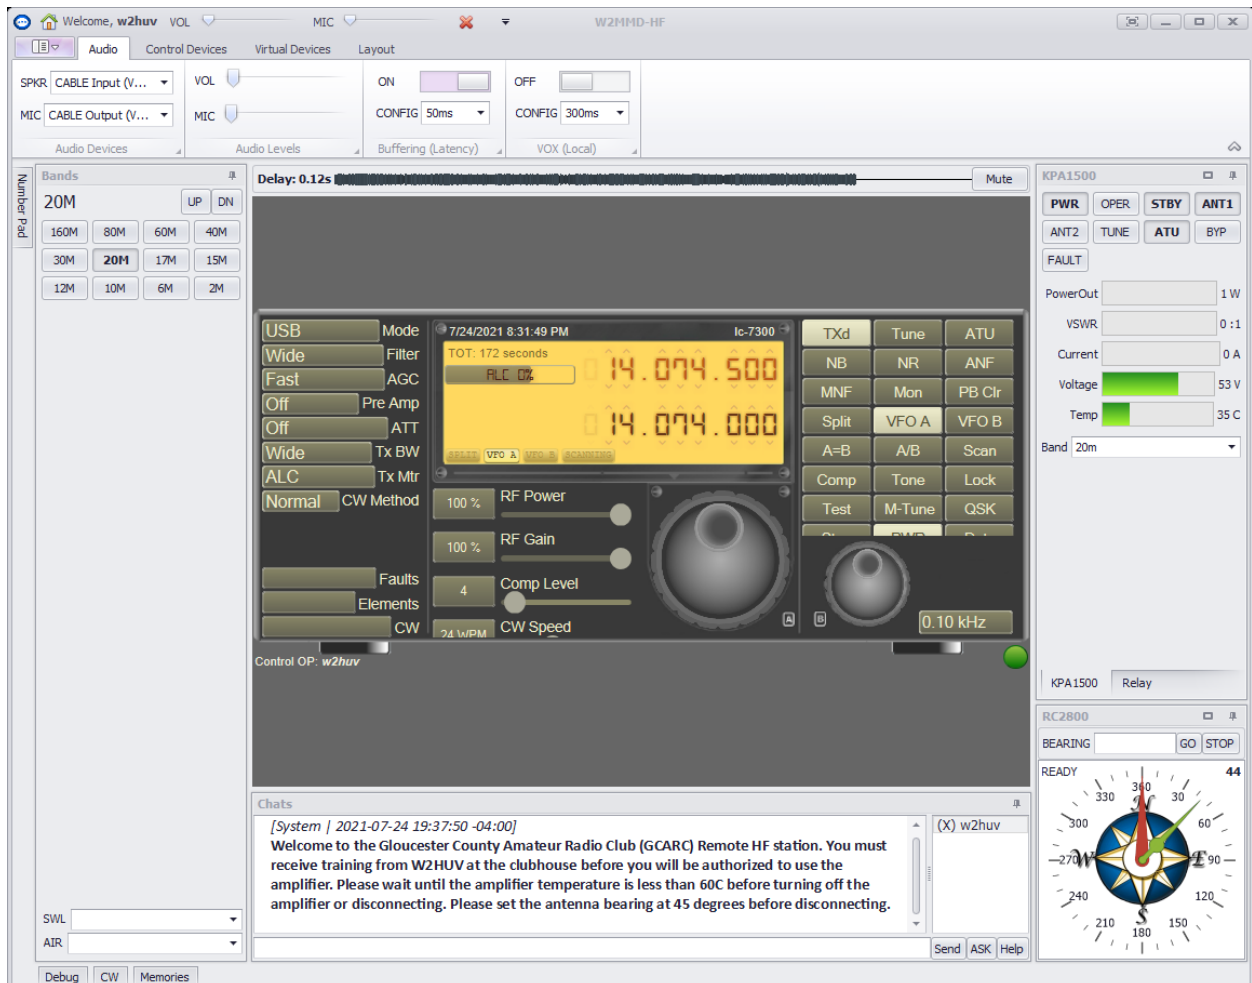 Welcome, w2huv VOL MIC W2MMD-HF
Audio Control Devices Virtual Devices Layout
SPKR CABLE Input (V... VOL ON OFF
MIC CABLE Output (V... MIC CONFIG 50ms CONFIG 300ms
Audio Devices Audio Levels Buffering (Latency) VOX (Local)
Number Pad
Bands
20M UP DN
160M 80M 60M 40M
30M 20M 17M 15M
12M 10M 6M 2M
SWL
AIR
Debug CW Memories
Delay: 0.12s Mute
USB Mode
Wide Filter
Fast AGC
Off Pre Amp
Off ATT
Wide Tx BW
ALC Tx Mtr
Normal CW Method
Faults
Elements
CW
7/24/2021 8:31:49 PM Ic-7300
TOT: 172 seconds
ALC 0%
14.074.500
14.074.000
SPLIT VFO A VFO B SCANNING
100 % RF Power
100 % RF Gain
4 Comp Level
24 WPM CW Speed
A B
TXd Tune ATU
NB NR ANF
MNF Mon PB Clr
Split VFO A VFO B
A=B A/B Scan
Comp Tone Lock
Test M-Tune QSK
PWR
0.10 kHz
Control OP: w2huv
Chats
[System | 2021-07-24 19:37:50 -04:00]
Welcome to the Gloucester County Amateur Radio Club (GCARC) Remote HF station. You must
receive training from W2HUV at the clubhouse before you will be authorized to use the
amplifier. Please wait until the amplifier temperature is less than 60C before turning off the
amplifier or disconnecting. Please set the antenna bearing at 45 degrees before disconnecting.
(X) w2huv
Send ASK Help
KPA1500
PWR OPER STBY ANT1
ANT2 TUNE ATU BYP
FAULT
PowerOut 1 W
VSWR 0 :1
Current 0 A
Voltage 53 V
Temp 35 C
Band 20m
KPA1500 Relay
RC2800
BEARING GO STOP
READY 44
360
330 30
N
300 60
270 W E 90
240 120
S
210 150
180